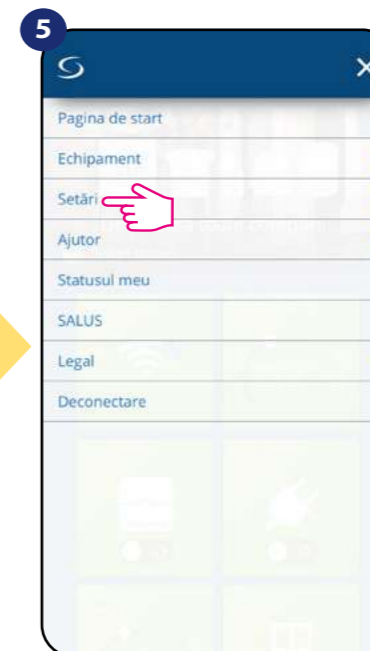 5
Pagina de start
Echipament
Setări
Ajutor
Statusul meu
SALUS
Legal
Deconectare